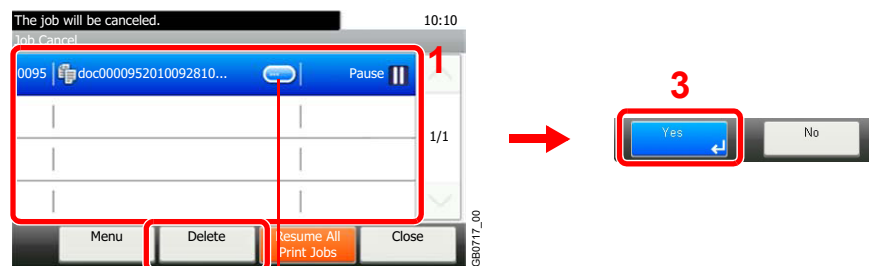 The job will be canceled.
10:10
Job Cancel
1
0095 doc0000952010092810... Pause
1/1
Menu
Delete
Resume All
Print Jobs
Close
GB0717_00
3
Yes
No